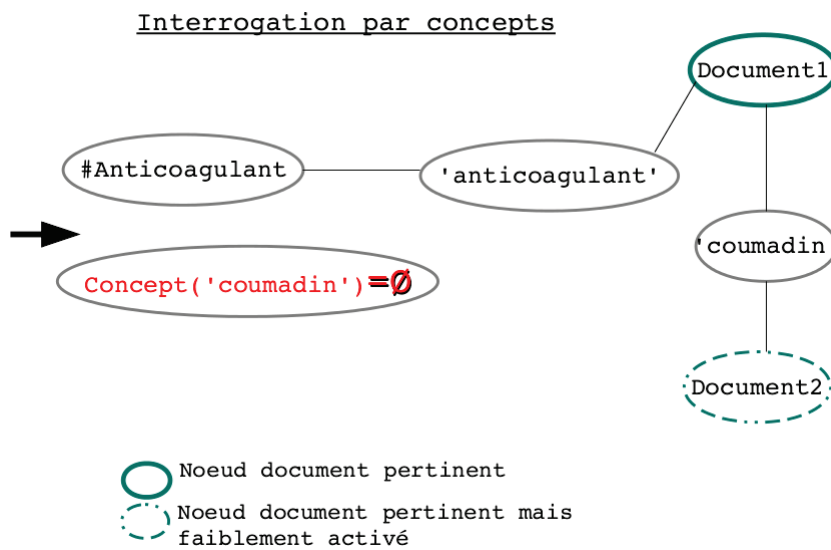 Interrogation par concepts
Document1
#Anticoagulant
'anticoagulant'
'coumadin
Concept('coumadin')=Ø
Document2
Noeud document pertinent
Noeud document pertinent mais
faiblement activé